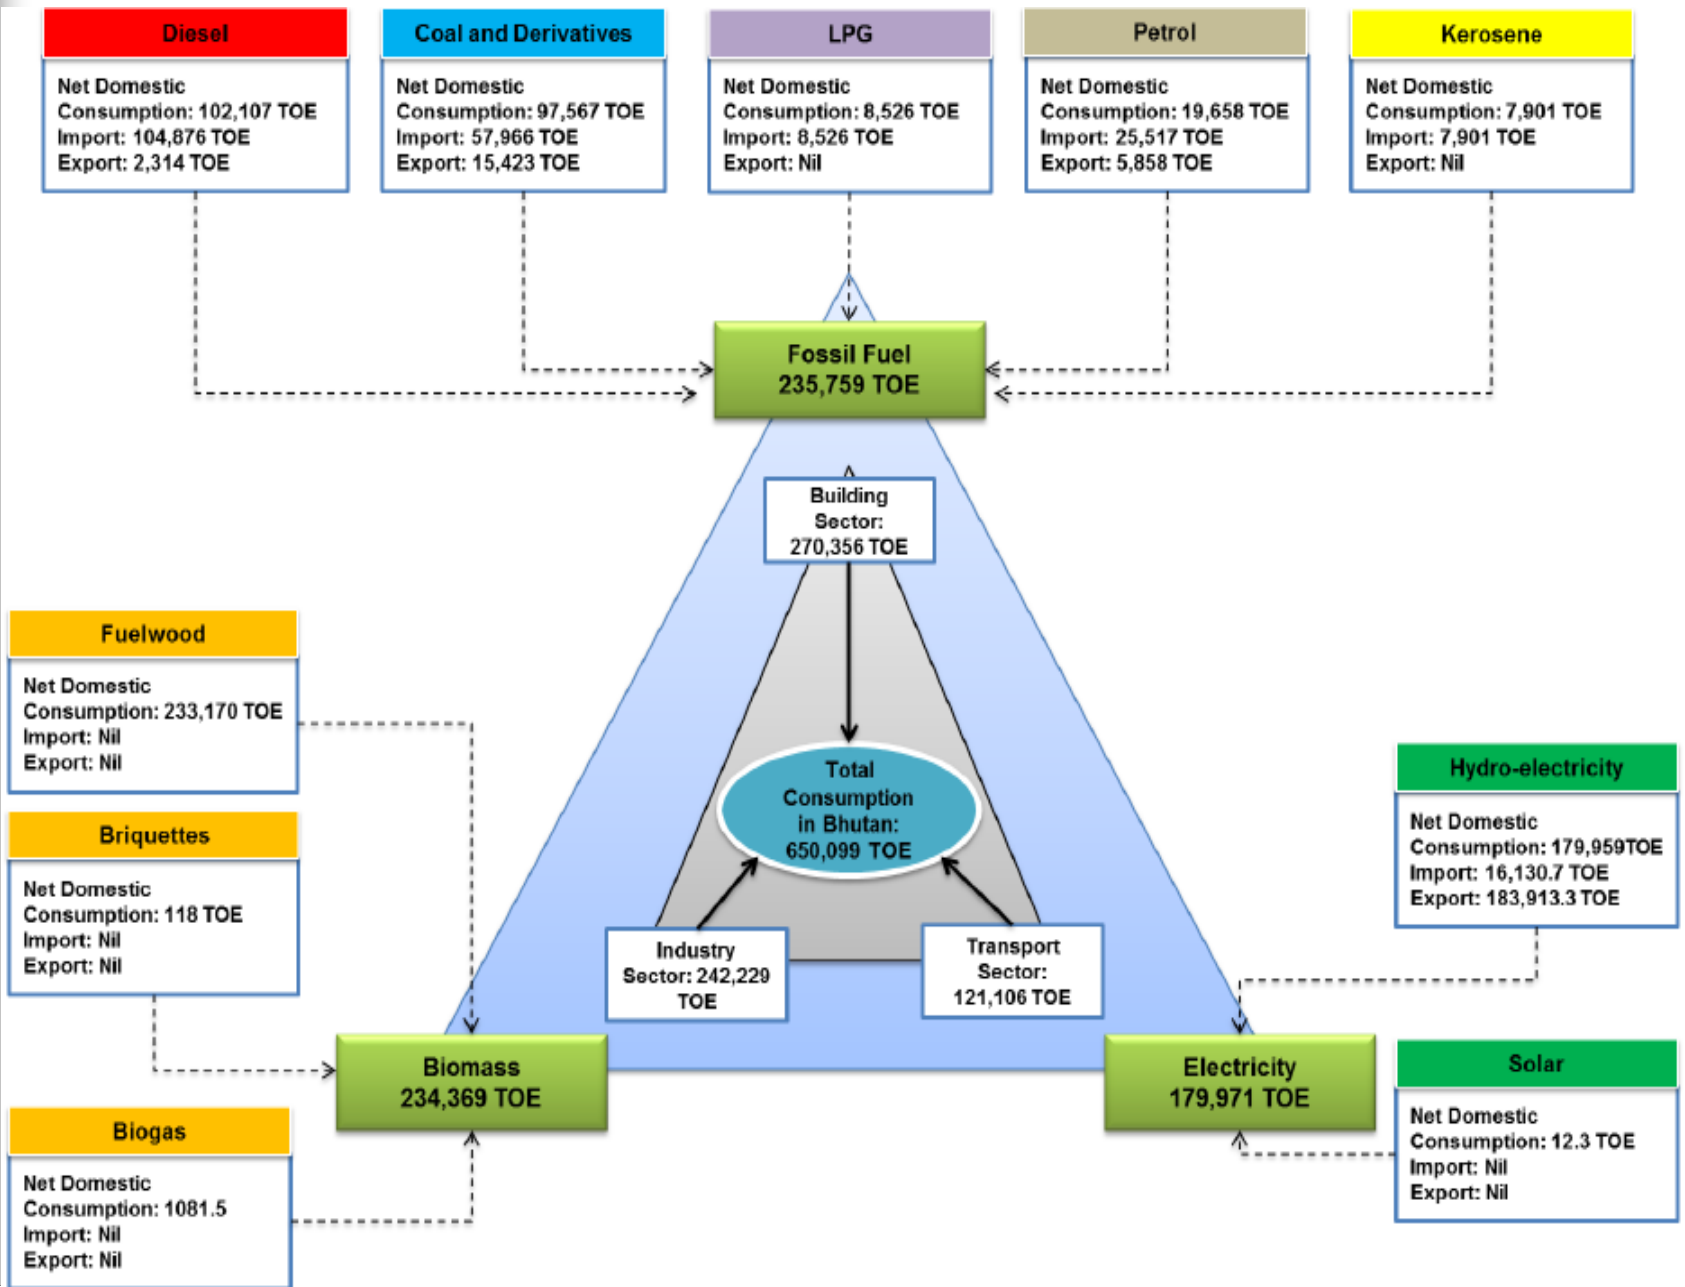 Diesel
Net Domestic
Consumption: 102,107 TOE
Import: 104,876 TOE
Export: 2,314 TOE
Coal and Derivatives
Net Domestic
Consumption: 97,567 TOE
Import: 57,966 TOE
Export: 15,423 TOE
LPG
Net Domestic
Consumption: 8,526 TOE
Import: 8,526 TOE
Export: Nil
Petrol
Net Domestic
Consumption: 19,658 TOE
Import: 25,517 TOE
Export: 5,858 TOE
Kerosene
Net Domestic
Consumption: 7,901 TOE
Import: 7,901 TOE
Export: Nil
Fossil Fuel
235,759 TOE
Building
Sector:
270,356 TOE
Fuelwood
Net Domestic
Consumption: 233,170 TOE
Import: Nil
Export: Nil
Briquettes
Net Domestic
Consumption: 118 TOE
Import: Nil
Export: Nil
Biogas
Net Domestic
Consumption: 1081.5
Import: Nil
Export: Nil
Total
Consumption
in Bhutan:
650,099 TOE
Industry
Sector: 242,229
TOE
Transport
Sector:
121,106 TOE
Biomass
234,369 TOE
Electricity
179,971 TOE
Hydro-electricity
Net Domestic
Consumption: 179,959TOE
Import: 16,130.7 TOE
Export: 183,913.3 TOE
Solar
Net Domestic
Consumption: 12.3 TOE
Import: Nil
Export: Nil